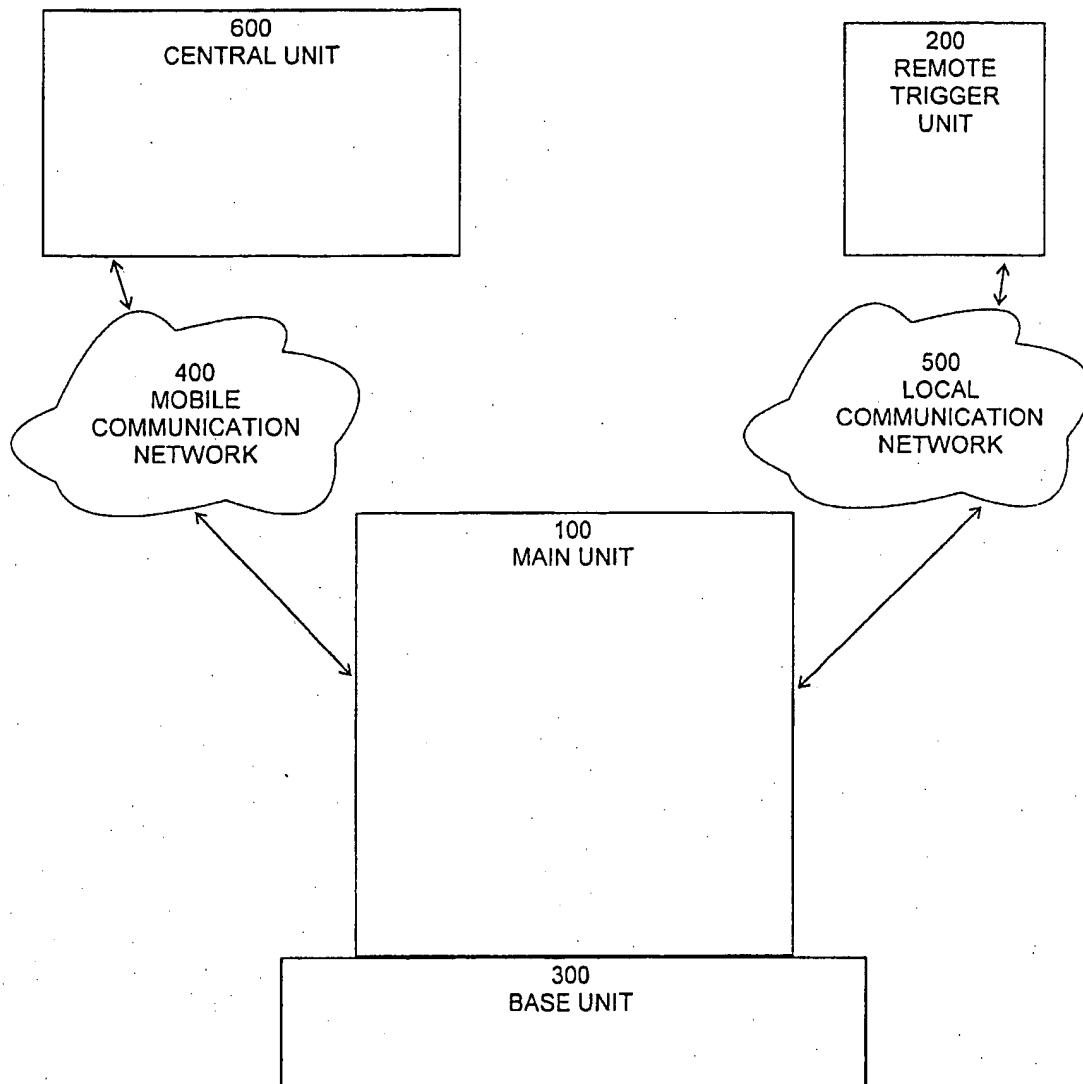 600
CENTRAL UNIT
200
REMOTE
TRIGGER
UNIT
400
MOBILE
COMMUNICATION
NETWORK
500
LOCAL
COMMUNICATION
NETWORK
100
MAIN UNIT
300
BASE UNIT